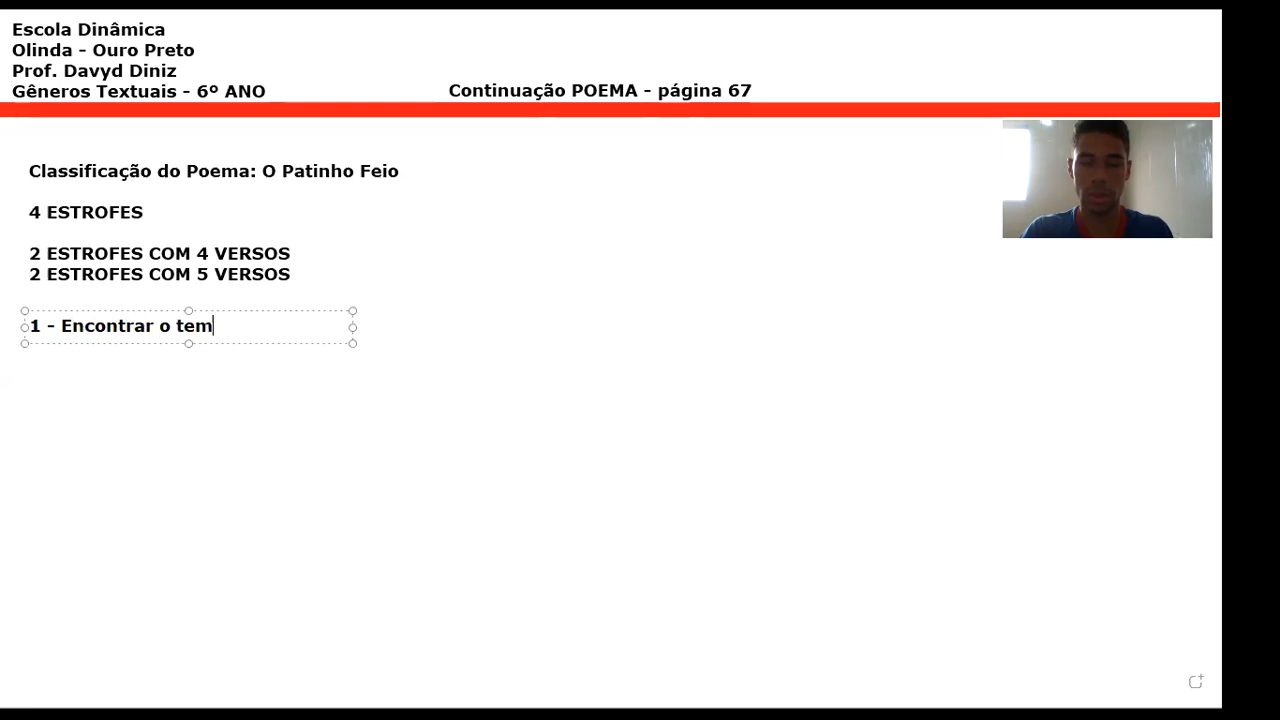 Escola Dinâmica
Olinda - Ouro Preto
Prof. Davyd Diniz
Gêneros Textuais - 6º ANO
Continuação POEMA - página 67
Classificação do Poema: O Patinho Feio
4 ESTROFES
2 ESTROFES COM 4 VERSOS
2 ESTROFES COM 5 VERSOS
1 - Encontrar o tem